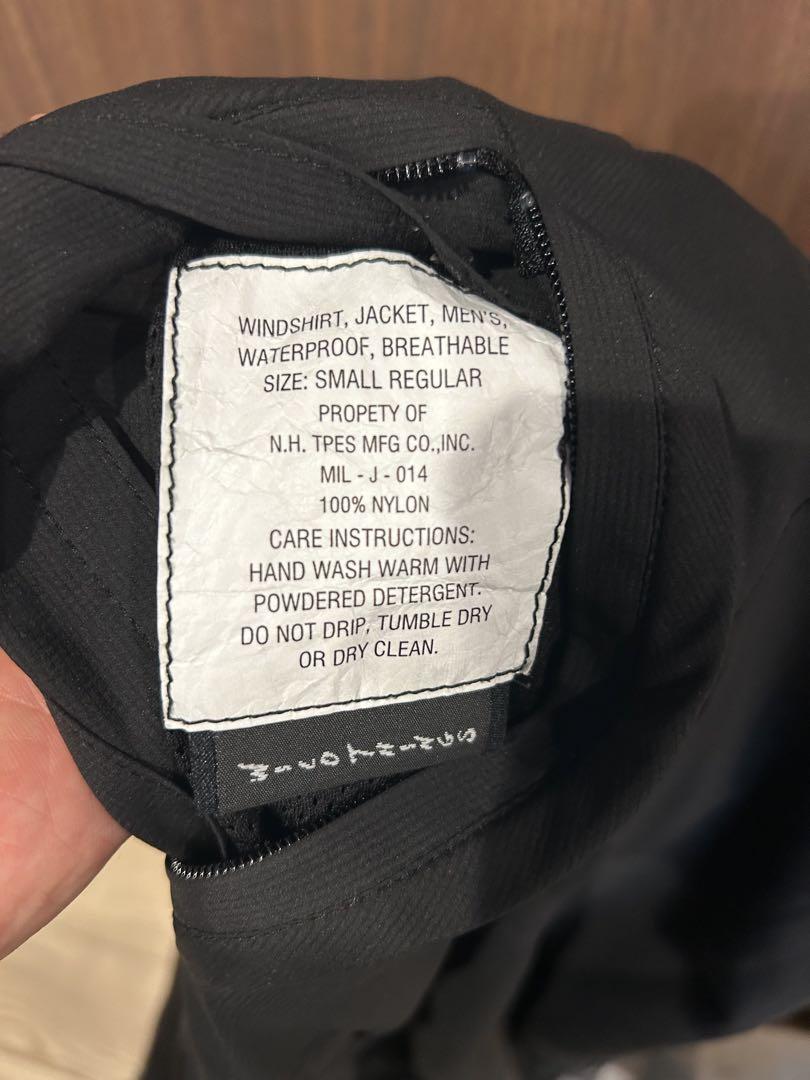 WINDSHIRT, JACKET, MEN'S,
WATERPROOF, BREATHABLE
SIZE: SMALL REGULAR
PROPETY OF
N.H. TPES MFG CO.,INC.
MIL - J - 014
100% NYLON
CARE INSTRUCTIONS:
HAND WASH WARM WITH
POWDERED DETERGENT.
DO NOT DRIP, TUMBLE DRY
OR DRY CLEAN.